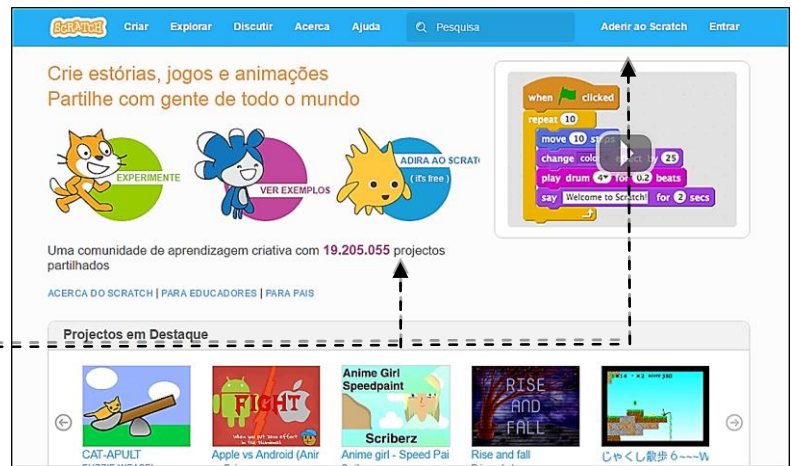 SCRATCH Criar Explorar Discutir Acerca Ajuda Pesquisa Aderir ao Scratch Entrar
Crie estórias, jogos e animações
Partilhe com gente de todo o mundo
EXPERIMENTE
VER EXEMPLOS
ADIRA AO SCRAT
( it's free )
when clicked
repeat 10
move 10 steps
change color effect by 25
play drum 4 for 0.2 beats
say Welcome to Scratch! for 2 secs
Uma comunidade de aprendizagem criativa com 19.205.055 projectos
partilhados
ACERCA DO SCRATCH | PARA EDUCADORES | PARA PAIS
Projectos em Destaque
FIGHT
Anime Girl
Speedpaint
Scriberz
RISE
AND
FALL
CAT-APULT
Apple vs Android (Anir
Anime girl - Speed Pai
Rise and fall
じゃくし散歩6~~~W